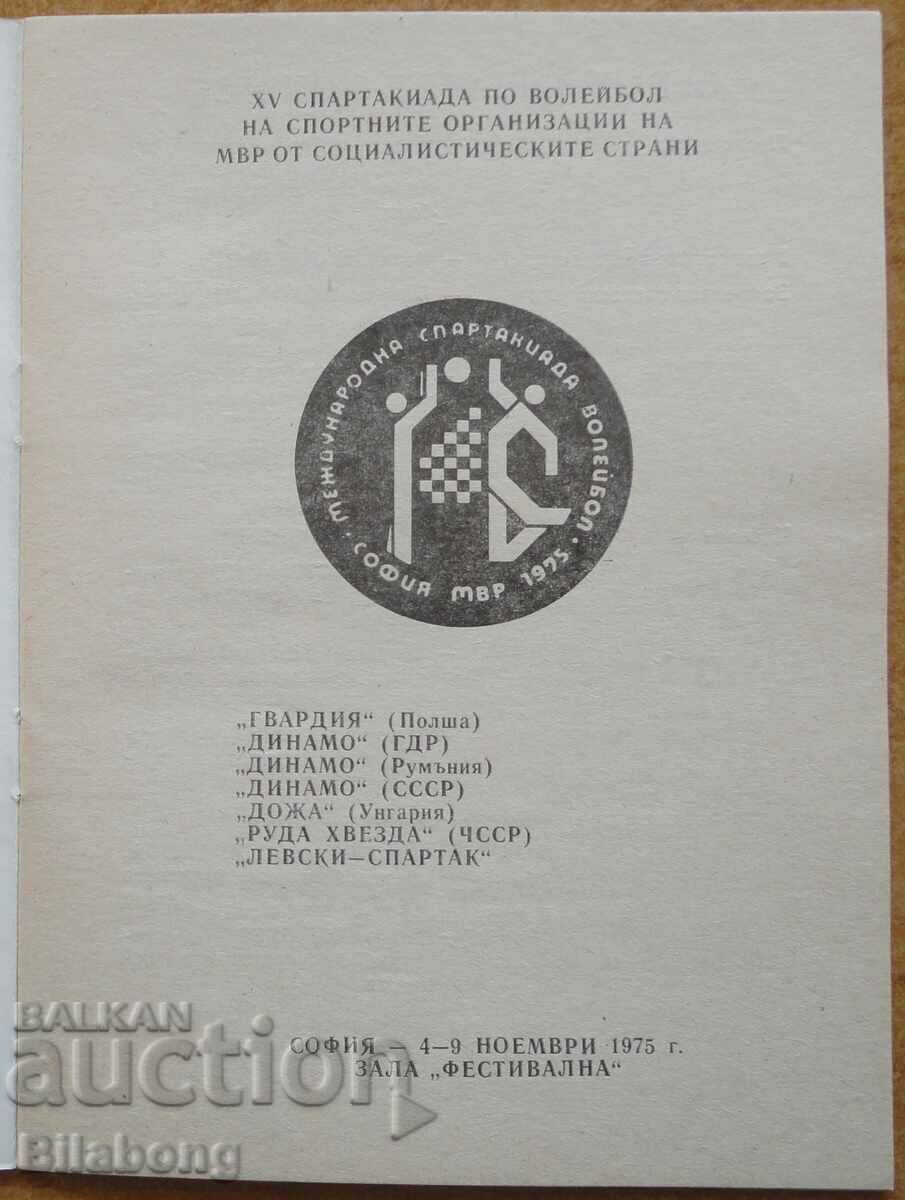 XV СПАРТАКИАДА ПО ВОЛЕЙБОЛ
НА СПОРТНИТЕ ОРГАНИЗАЦИИ НА
МВР ОТ СОЦИАЛИСТИЧЕСКИТЕ СТРАНИ
МЕЖДУНАРОДНА СПАРТАКИАДА ВОЛЕЙБОЛ
· СОФИЯ МВР 1975 ·
„ГВАРДИЯ“ (Полша)
„ДИНАМО“ (ГДР)
„ДИНАМО“ (Румъния)
„ДИНАМО“ (СССР)
„ДОЖА“ (Унгария)
„РУДА ХВЕЗДА“ (ЧССР)
„ЛЕВСКИ—СПАРТАК“
СОФИЯ — 4—9 НОЕМВРИ 1975 г.
ЗАЛА „ФЕСТИВАЛНА“
BALKAN
auction
Bilabong